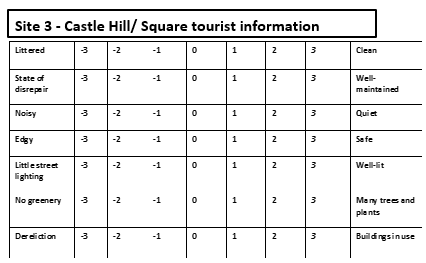 Site 3 - Castle Hill/ Square tourist information
Littered -3 -2 -1 0 1 2 3 Clean
State of disrepair -3 -2 -1 0 1 2 3 Well-maintained
Noisy -3 -2 -1 0 1 2 3 Quiet
Edgy -3 -2 -1 0 1 2 3 Safe
Little street lighting -3 -2 -1 0 1 2 3 Well-lit
No greenery -3 -2 -1 0 1 2 3 Many trees and plants
Dereliction -3 -2 -1 0 1 2 3 Buildings in use